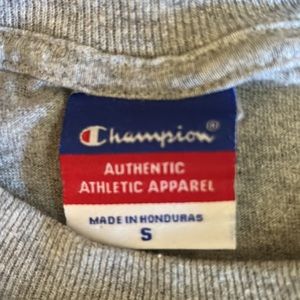 Champion®
AUTHENTIC
ATHLETIC APPAREL
MADE IN HONDURAS
S